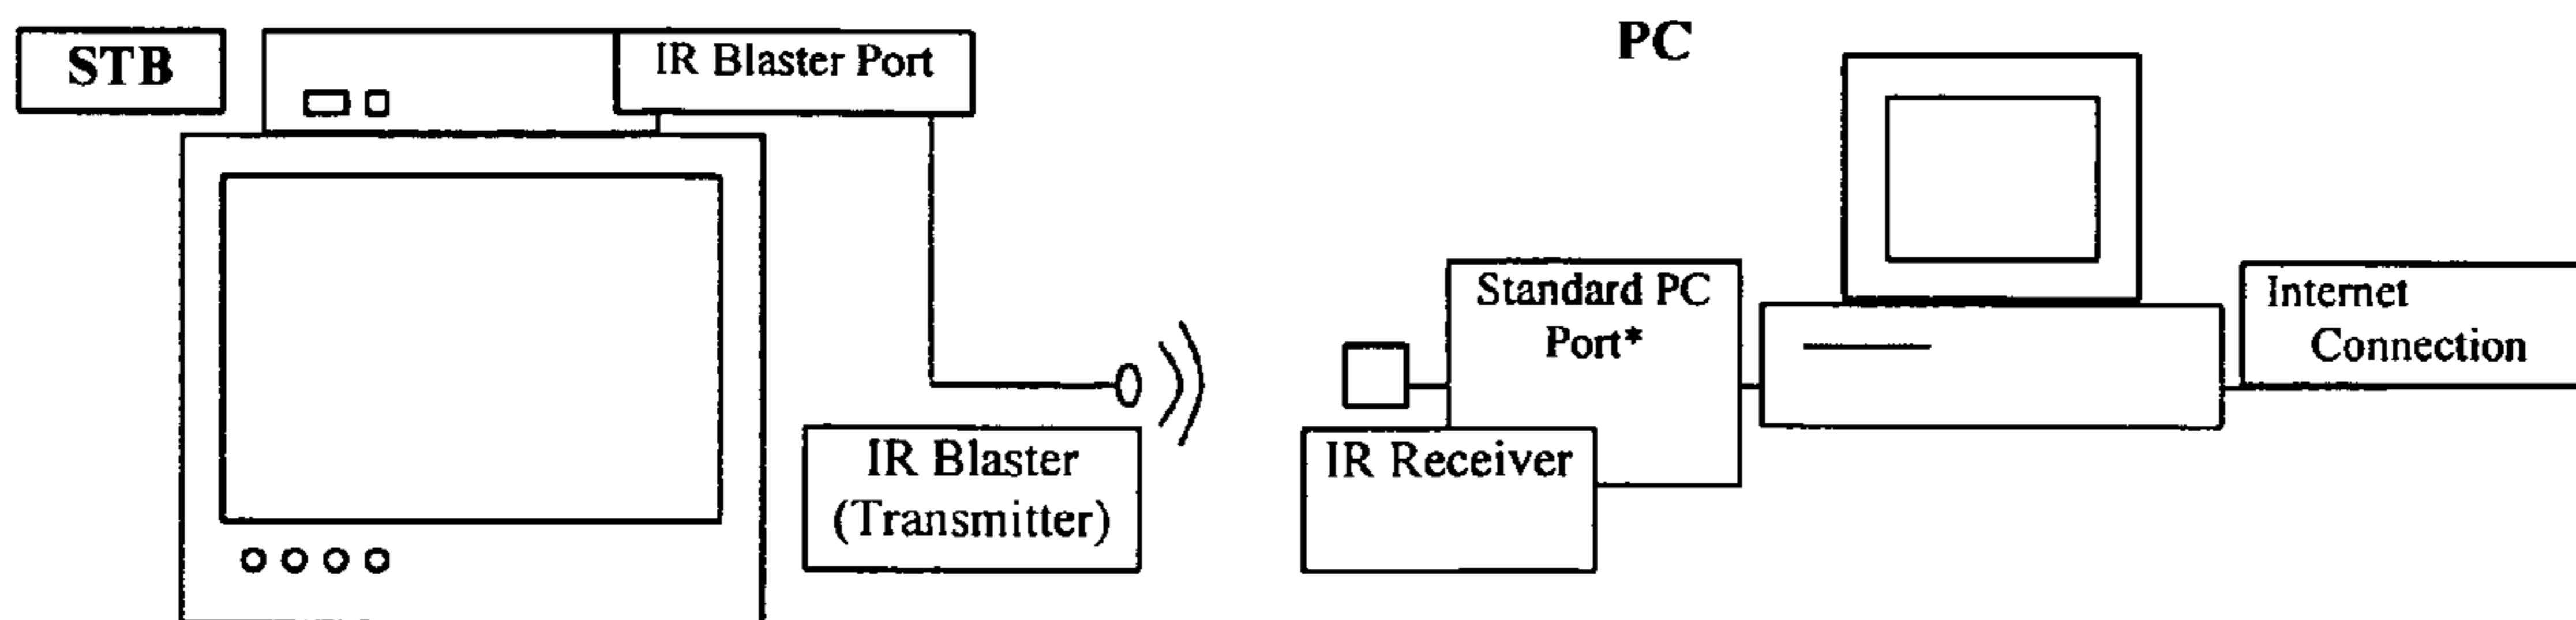 STB
IR Blaster Port
PC
Standard PC
Port*
Internet
Connection
IR Blaster
(Transmitter)
IR Receiver